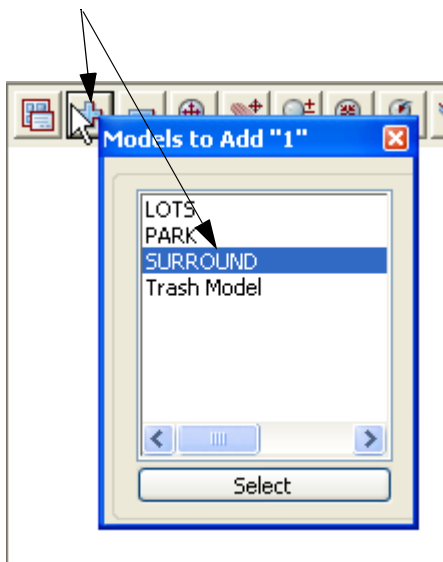 Models to Add "1"
LOTS
PARK
SURROUND
Trash Model
Select